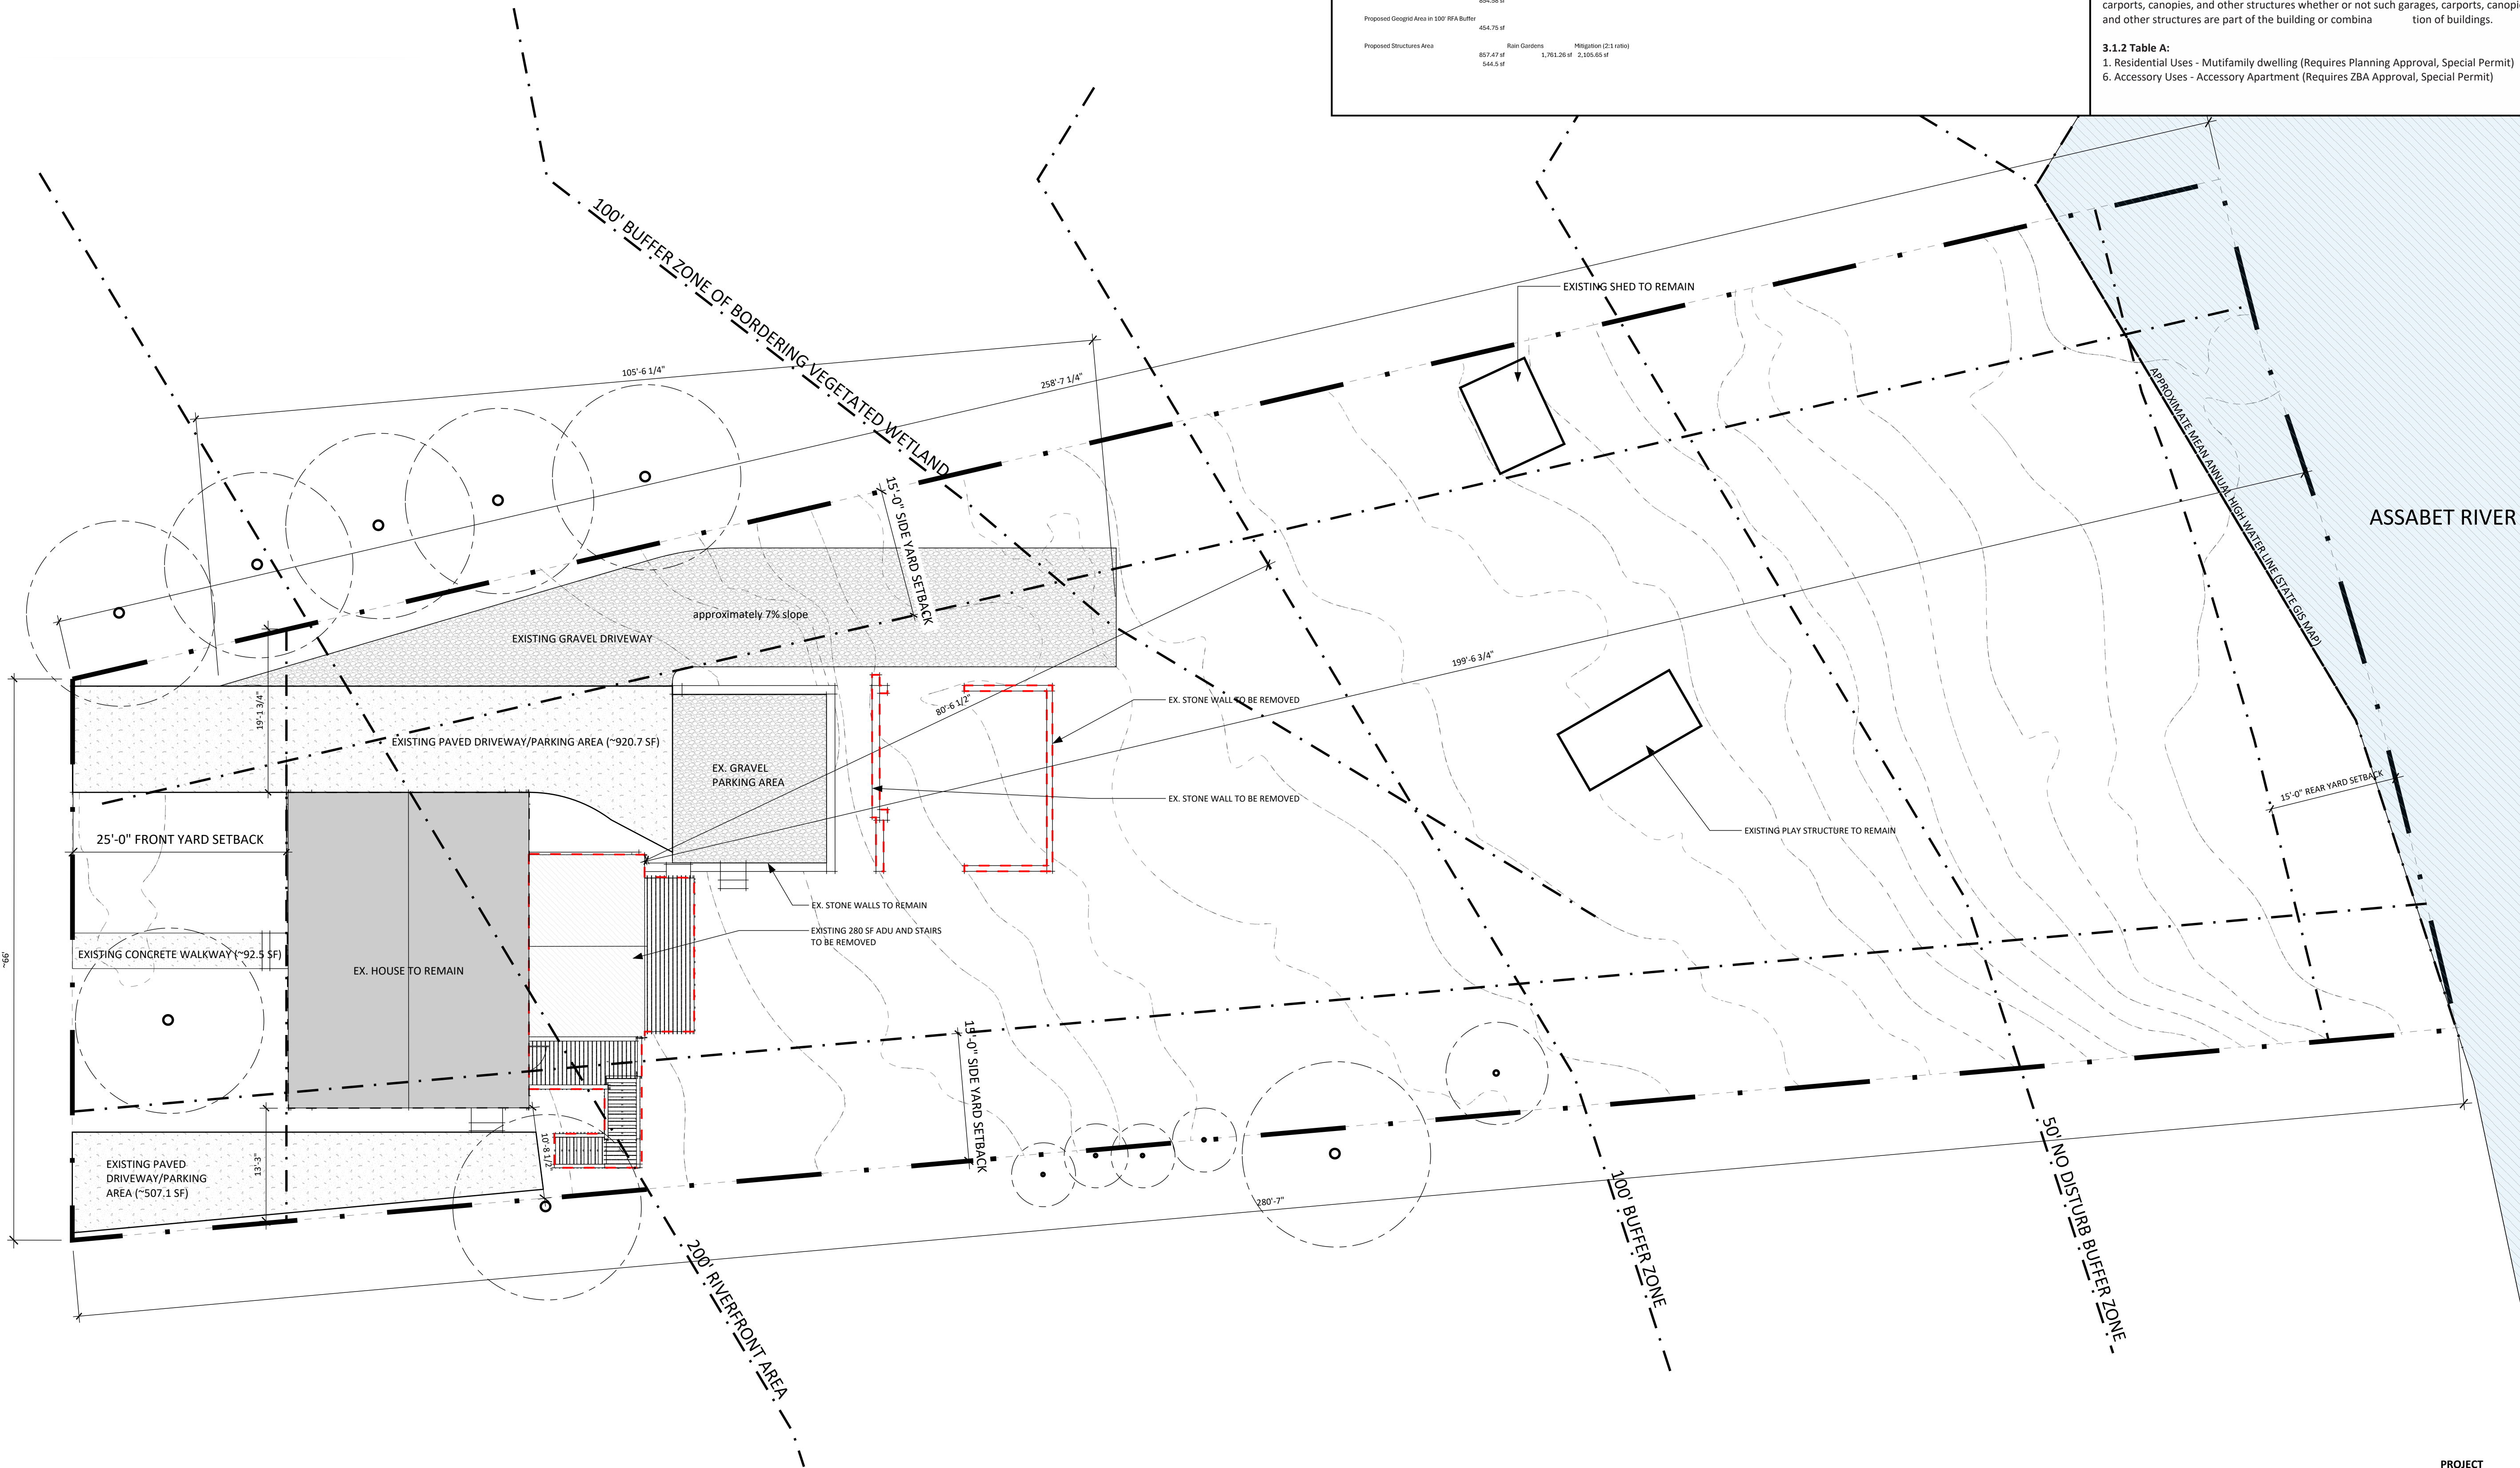 854.98 sf
Proposed Geogrid Area in 100' RFA Buffer
454.75 sf
Proposed Structures Area Rain Gardens Mitigation (2:1 ratio)
857.47 sf 1,761.26 sf 2,105.65 sf
544.5 sf
carports, canopies, and other structures whether or not such garages, carports, canopi
and other structures are part of the building or combina tion of buildings.
3.1.2 Table A:
1. Residential Uses - Mutifamily dwelling (Requires Planning Approval, Special Permit)
6. Accessory Uses - Accessory Apartment (Requires ZBA Approval, Special Permit)
100' BUFFER ZONE OF BORDERING VEGETATED WETLAND
EXISTING SHED TO REMAIN
105'-6 1/4"
258'-7 1/4"
APPROXIMATE MEAN ANNUAL HIGH WATER LINE (STATE GIS MAP)
ASSABET RIVER
15'-0" SIDE YARD SETBACK
approximately 7% slope
EXISTING GRAVEL DRIVEWAY
199'-6 3/4"
80'-6 1/2"
EX. STONE WALL TO BE REMOVED
19'-1 3/4"
EXISTING PAVED DRIVEWAY/PARKING AREA (~920.7 SF)
EX. GRAVEL
PARKING AREA
15'-0" REAR YARD SETBACK
EX. STONE WALL TO BE REMOVED
EXISTING PLAY STRUCTURE TO REMAIN
25'-0" FRONT YARD SETBACK
EX. STONE WALLS TO REMAIN
EXISTING 280 SF ADU AND STAIRS
TO BE REMOVED
EXISTING CONCRETE WALKWAY (~92.5 SF)
~66'
EX. HOUSE TO REMAIN
15'-0" SIDE YARD SETBACK
10'-8 1/2"
13'-3"
EXISTING PAVED
DRIVEWAY/PARKING
AREA (~507.1 SF)
280'-7"
200' RIVERFRONT AREA
100' BUFFER ZONE
50' NO DISTURB BUFFER ZONE
PROJECT